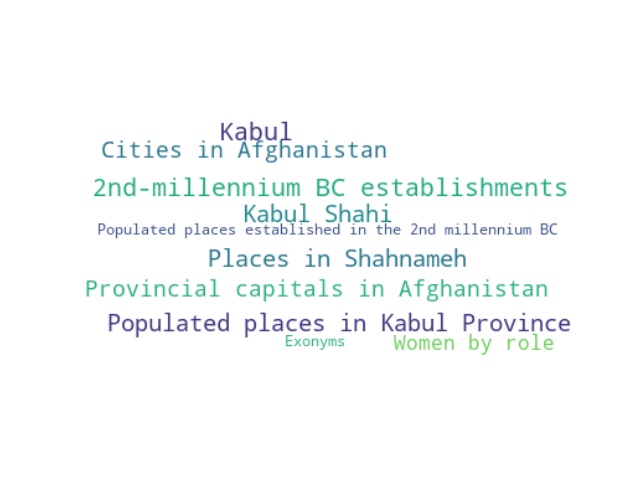 Kabul
Cities in Afghanistan
2nd-millennium BC establishments
Kabul Shahi
Populated places established in the 2nd millennium BC
Places in Shahnameh
Provincial capitals in Afghanistan
Populated places in Kabul Province
Exonyms
Women by role